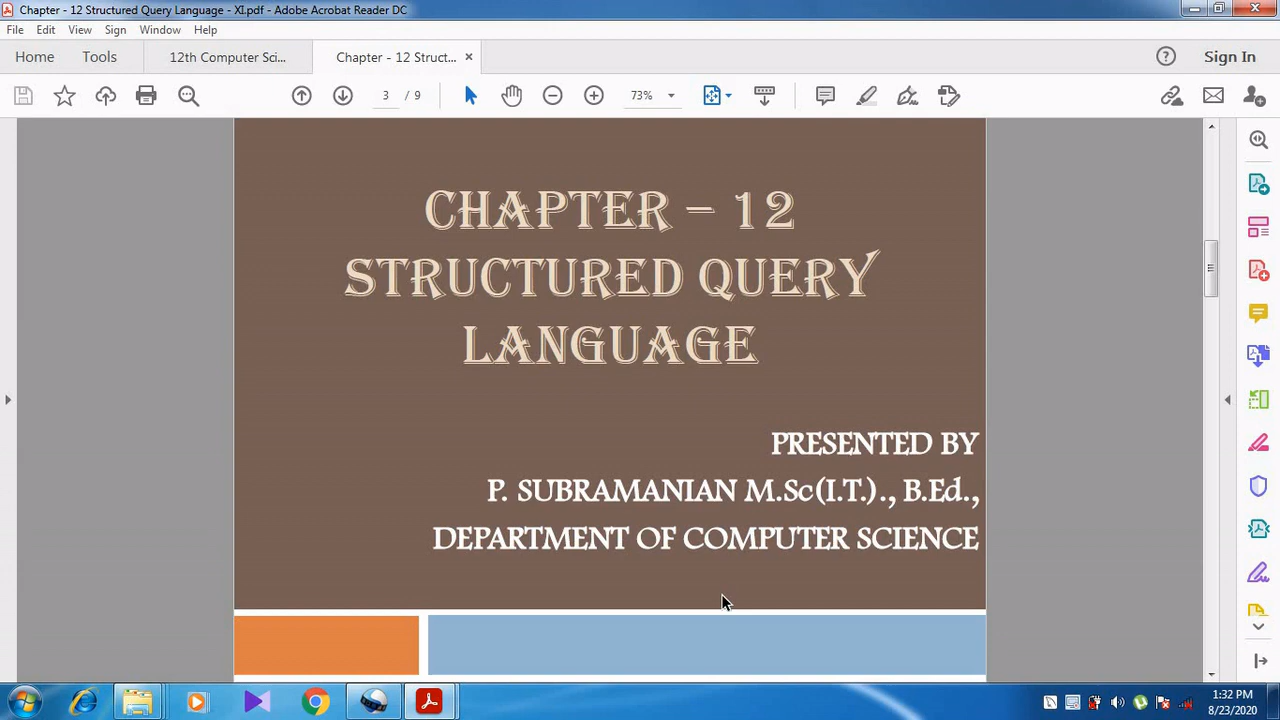 Chapter - 12 Structured Query Language - XI.pdf - Adobe Acrobat Reader DC
File Edit View Sign Window Help
Home Tools 12th Computer Sci... Chapter - 12 Struct... × Sign In
3 / 9 73%
CHAPTER – 12
STRUCTURED QUERY
LANGUAGE
PRESENTED BY
P. SUBRAMANIAN M.Sc(I.T.)., B.Ed.,
DEPARTMENT OF COMPUTER SCIENCE
1:32 PM
8/23/2020